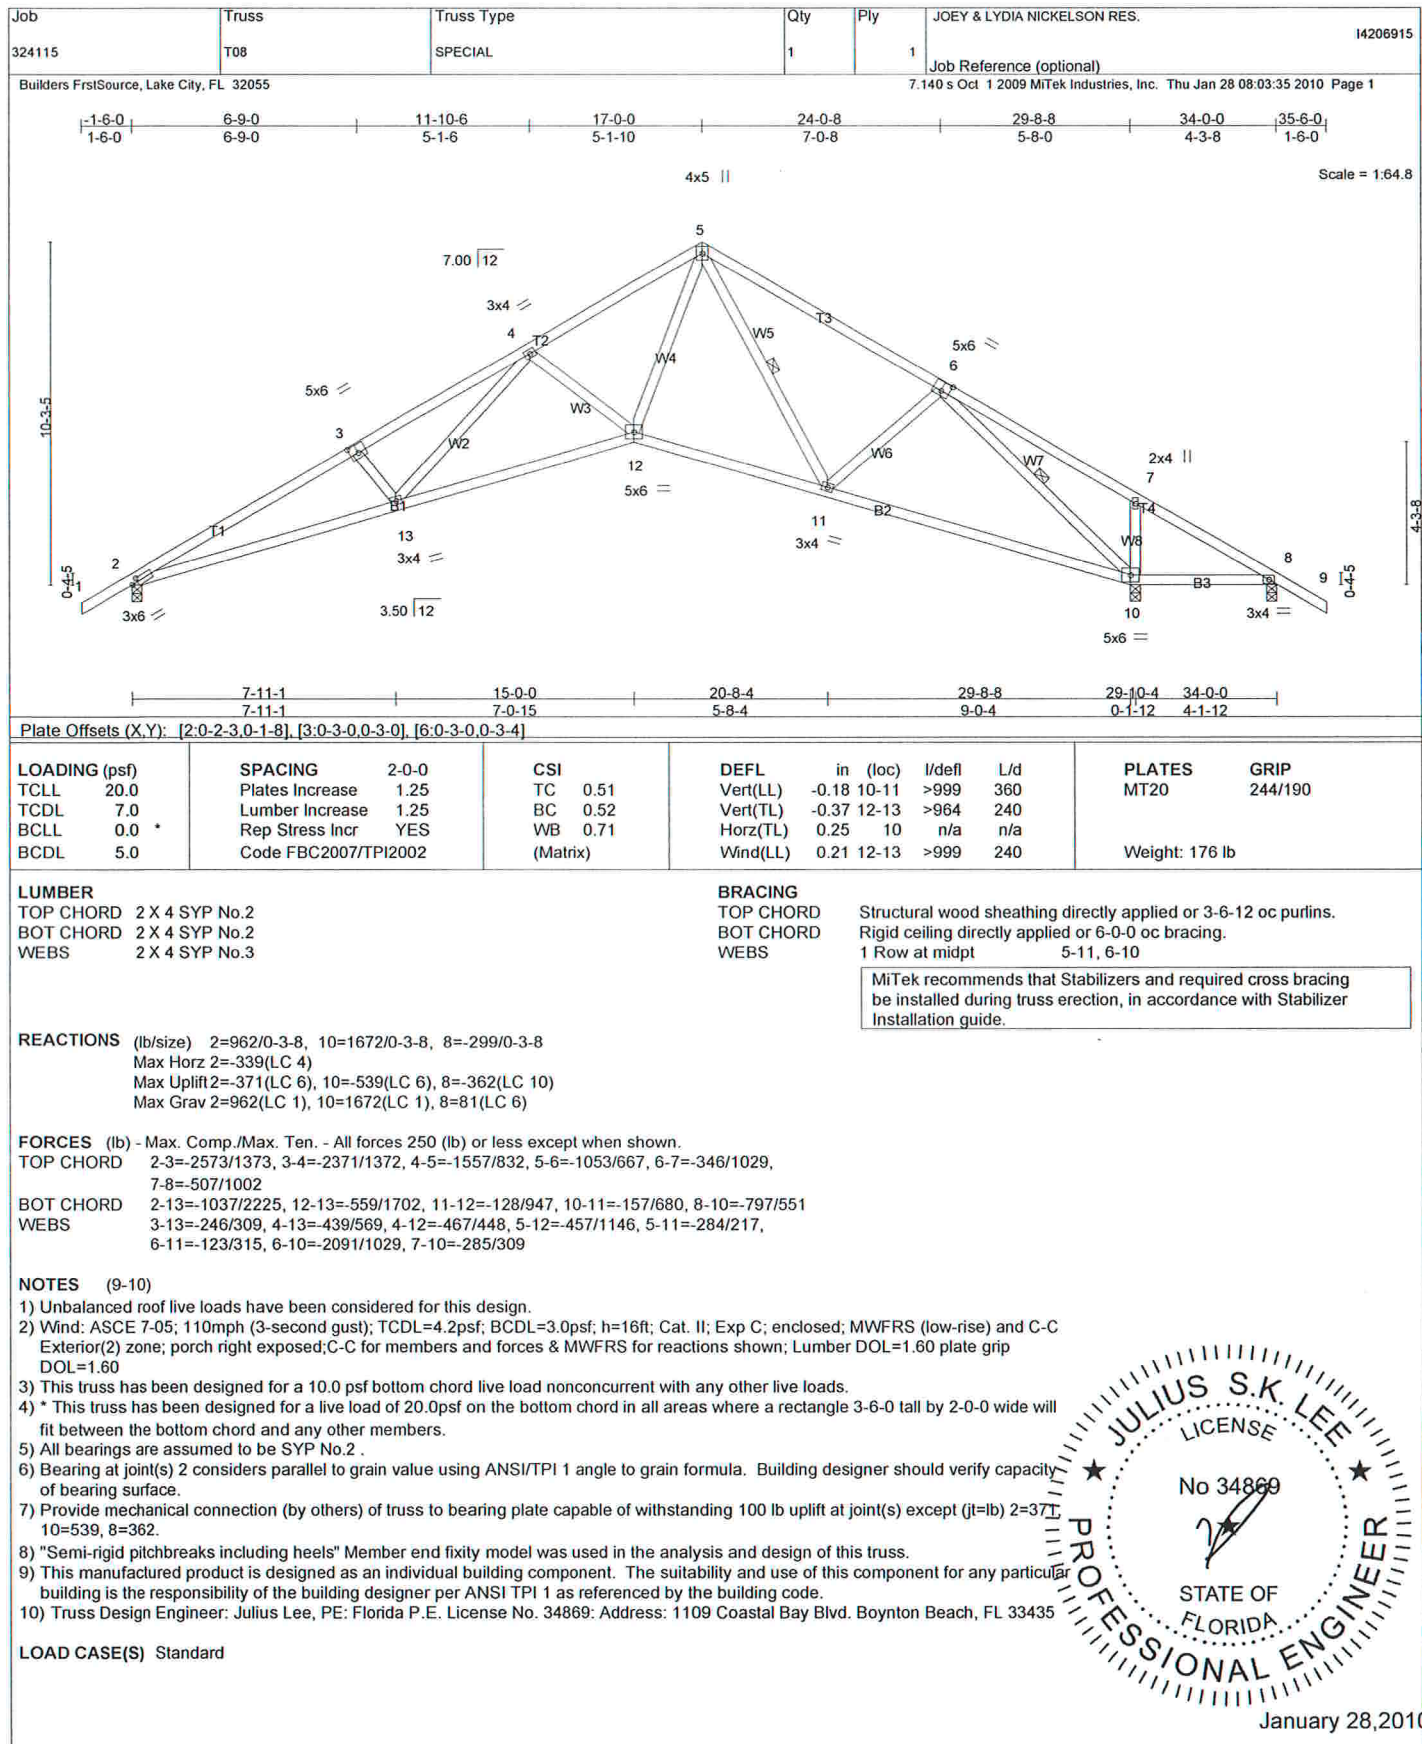 Job Truss Truss Type Qty Ply JOEY & LYDIA NICKELSON RES.
I4206915
324115 T08 SPECIAL 1 1
Job Reference (optional)
Builders FrstSource, Lake City, FL 32055 7.140 s Oct 1 2009 MiTek Industries, Inc. Thu Jan 28 08:03:35 2010 Page 1
-1-6-0 6-9-0 11-10-6 17-0-0 24-0-8 29-8-8 34-0-0 35-6-0
1-6-0 6-9-0 5-1-6 5-1-10 7-0-8 5-8-0 4-3-8 1-6-0
4x5 || Scale = 1:64.8
5
7.00 12
3x4 //
T3
4 T2 W5 5x6 \\
W4 6
5x6 //
10-3-5
W3
3 W2 W6 W7 2x4 ||
12 7
5x6 = T4
B1 11 B2
T1 13 3x4 \\ W8 4-3-8
3x4 =
2 8
0-4-5 1 B3 9 0-4-5
3x6 // 3.50 12 10 3x4 =
5x6 =
7-11-1 15-0-0 20-8-4 29-8-8 29-10-4 34-0-0
7-11-1 7-0-15 5-8-4 9-0-4 0-1-12 4-1-12
Plate Offsets (X,Y): [2:0-2-3,0-1-8], [3:0-3-0,0-3-0], [6:0-3-0,0-3-4]
LOADING (psf) SPACING 2-0-0 CSI DEFL in (loc) l/defl L/d PLATES GRIP
TCLL 20.0 Plates Increase 1.25 TC 0.51 Vert(LL) -0.18 10-11 >999 360 MT20 244/190
TCDL 7.0 Lumber Increase 1.25 BC 0.52 Vert(TL) -0.37 12-13 >964 240
BCLL 0.0 * Rep Stress Incr YES WB 0.71 Horz(TL) 0.25 10 n/a n/a
BCDL 5.0 Code FBC2007/TPI2002 (Matrix) Wind(LL) 0.21 12-13 >999 240 Weight: 176 lb
LUMBER
TOP CHORD 2 X 4 SYP No.2
BOT CHORD 2 X 4 SYP No.2
WEBS 2 X 4 SYP No.3
BRACING
TOP CHORD Structural wood sheathing directly applied or 3-6-12 oc purlins.
BOT CHORD Rigid ceiling directly applied or 6-0-0 oc bracing.
WEBS 1 Row at midpt 5-11, 6-10
MiTek recommends that Stabilizers and required cross bracing
be installed during truss erection, in accordance with Stabilizer
Installation guide.
REACTIONS (lb/size) 2=962/0-3-8, 10=1672/0-3-8, 8=-299/0-3-8
Max Horz 2=-339(LC 4)
Max Uplift 2=-371(LC 6), 10=-539(LC 6), 8=-362(LC 10)
Max Grav 2=962(LC 1), 10=1672(LC 1), 8=81(LC 6)
FORCES (lb) - Max. Comp./Max. Ten. - All forces 250 (lb) or less except when shown.
TOP CHORD 2-3=-2573/1373, 3-4=-2371/1372, 4-5=-1557/832, 5-6=-1053/667, 6-7=-346/1029,
7-8=-507/1002
BOT CHORD 2-13=-1037/2225, 12-13=-559/1702, 11-12=-128/947, 10-11=-157/680, 8-10=-797/551
WEBS 3-13=-246/309, 4-13=-439/569, 4-12=-467/448, 5-12=-457/1146, 5-11=-284/217,
6-11=-123/315, 6-10=-2091/1029, 7-10=-285/309
NOTES (9-10)
1) Unbalanced roof live loads have been considered for this design.
2) Wind: ASCE 7-05; 110mph (3-second gust); TCDL=4.2psf; BCDL=3.0psf; h=16ft; Cat. II; Exp C; enclosed; MWFRS (low-rise) and C-C
Exterior(2) zone; porch right exposed;C-C for members and forces & MWFRS for reactions shown; Lumber DOL=1.60 plate grip
DOL=1.60
3) This truss has been designed for a 10.0 psf bottom chord live load nonconcurrent with any other live loads.
4) * This truss has been designed for a live load of 20.0psf on the bottom chord in all areas where a rectangle 3-6-0 tall by 2-0-0 wide will
fit between the bottom chord and any other members.
5) All bearings are assumed to be SYP No.2 .
6) Bearing at joint(s) 2 considers parallel to grain value using ANSI/TPI 1 angle to grain formula. Building designer should verify capacity
of bearing surface.
7) Provide mechanical connection (by others) of truss to bearing plate capable of withstanding 100 lb uplift at joint(s) except (jt=lb) 2=371,
10=539, 8=362.
8) "Semi-rigid pitchbreaks including heels" Member end fixity model was used in the analysis and design of this truss.
9) This manufactured product is designed as an individual building component. The suitability and use of this component for any particular
building is the responsibility of the building designer per ANSI TPI 1 as referenced by the building code.
10) Truss Design Engineer: Julius Lee, PE: Florida P.E. License No. 34869: Address: 1109 Coastal Bay Blvd. Boynton Beach, FL 33435
LOAD CASE(S) Standard
JULIUS S.K. LEE
LICENSE
No 34869
STATE OF
FLORIDA
PROFESSIONAL ENGINEER
January 28,2010